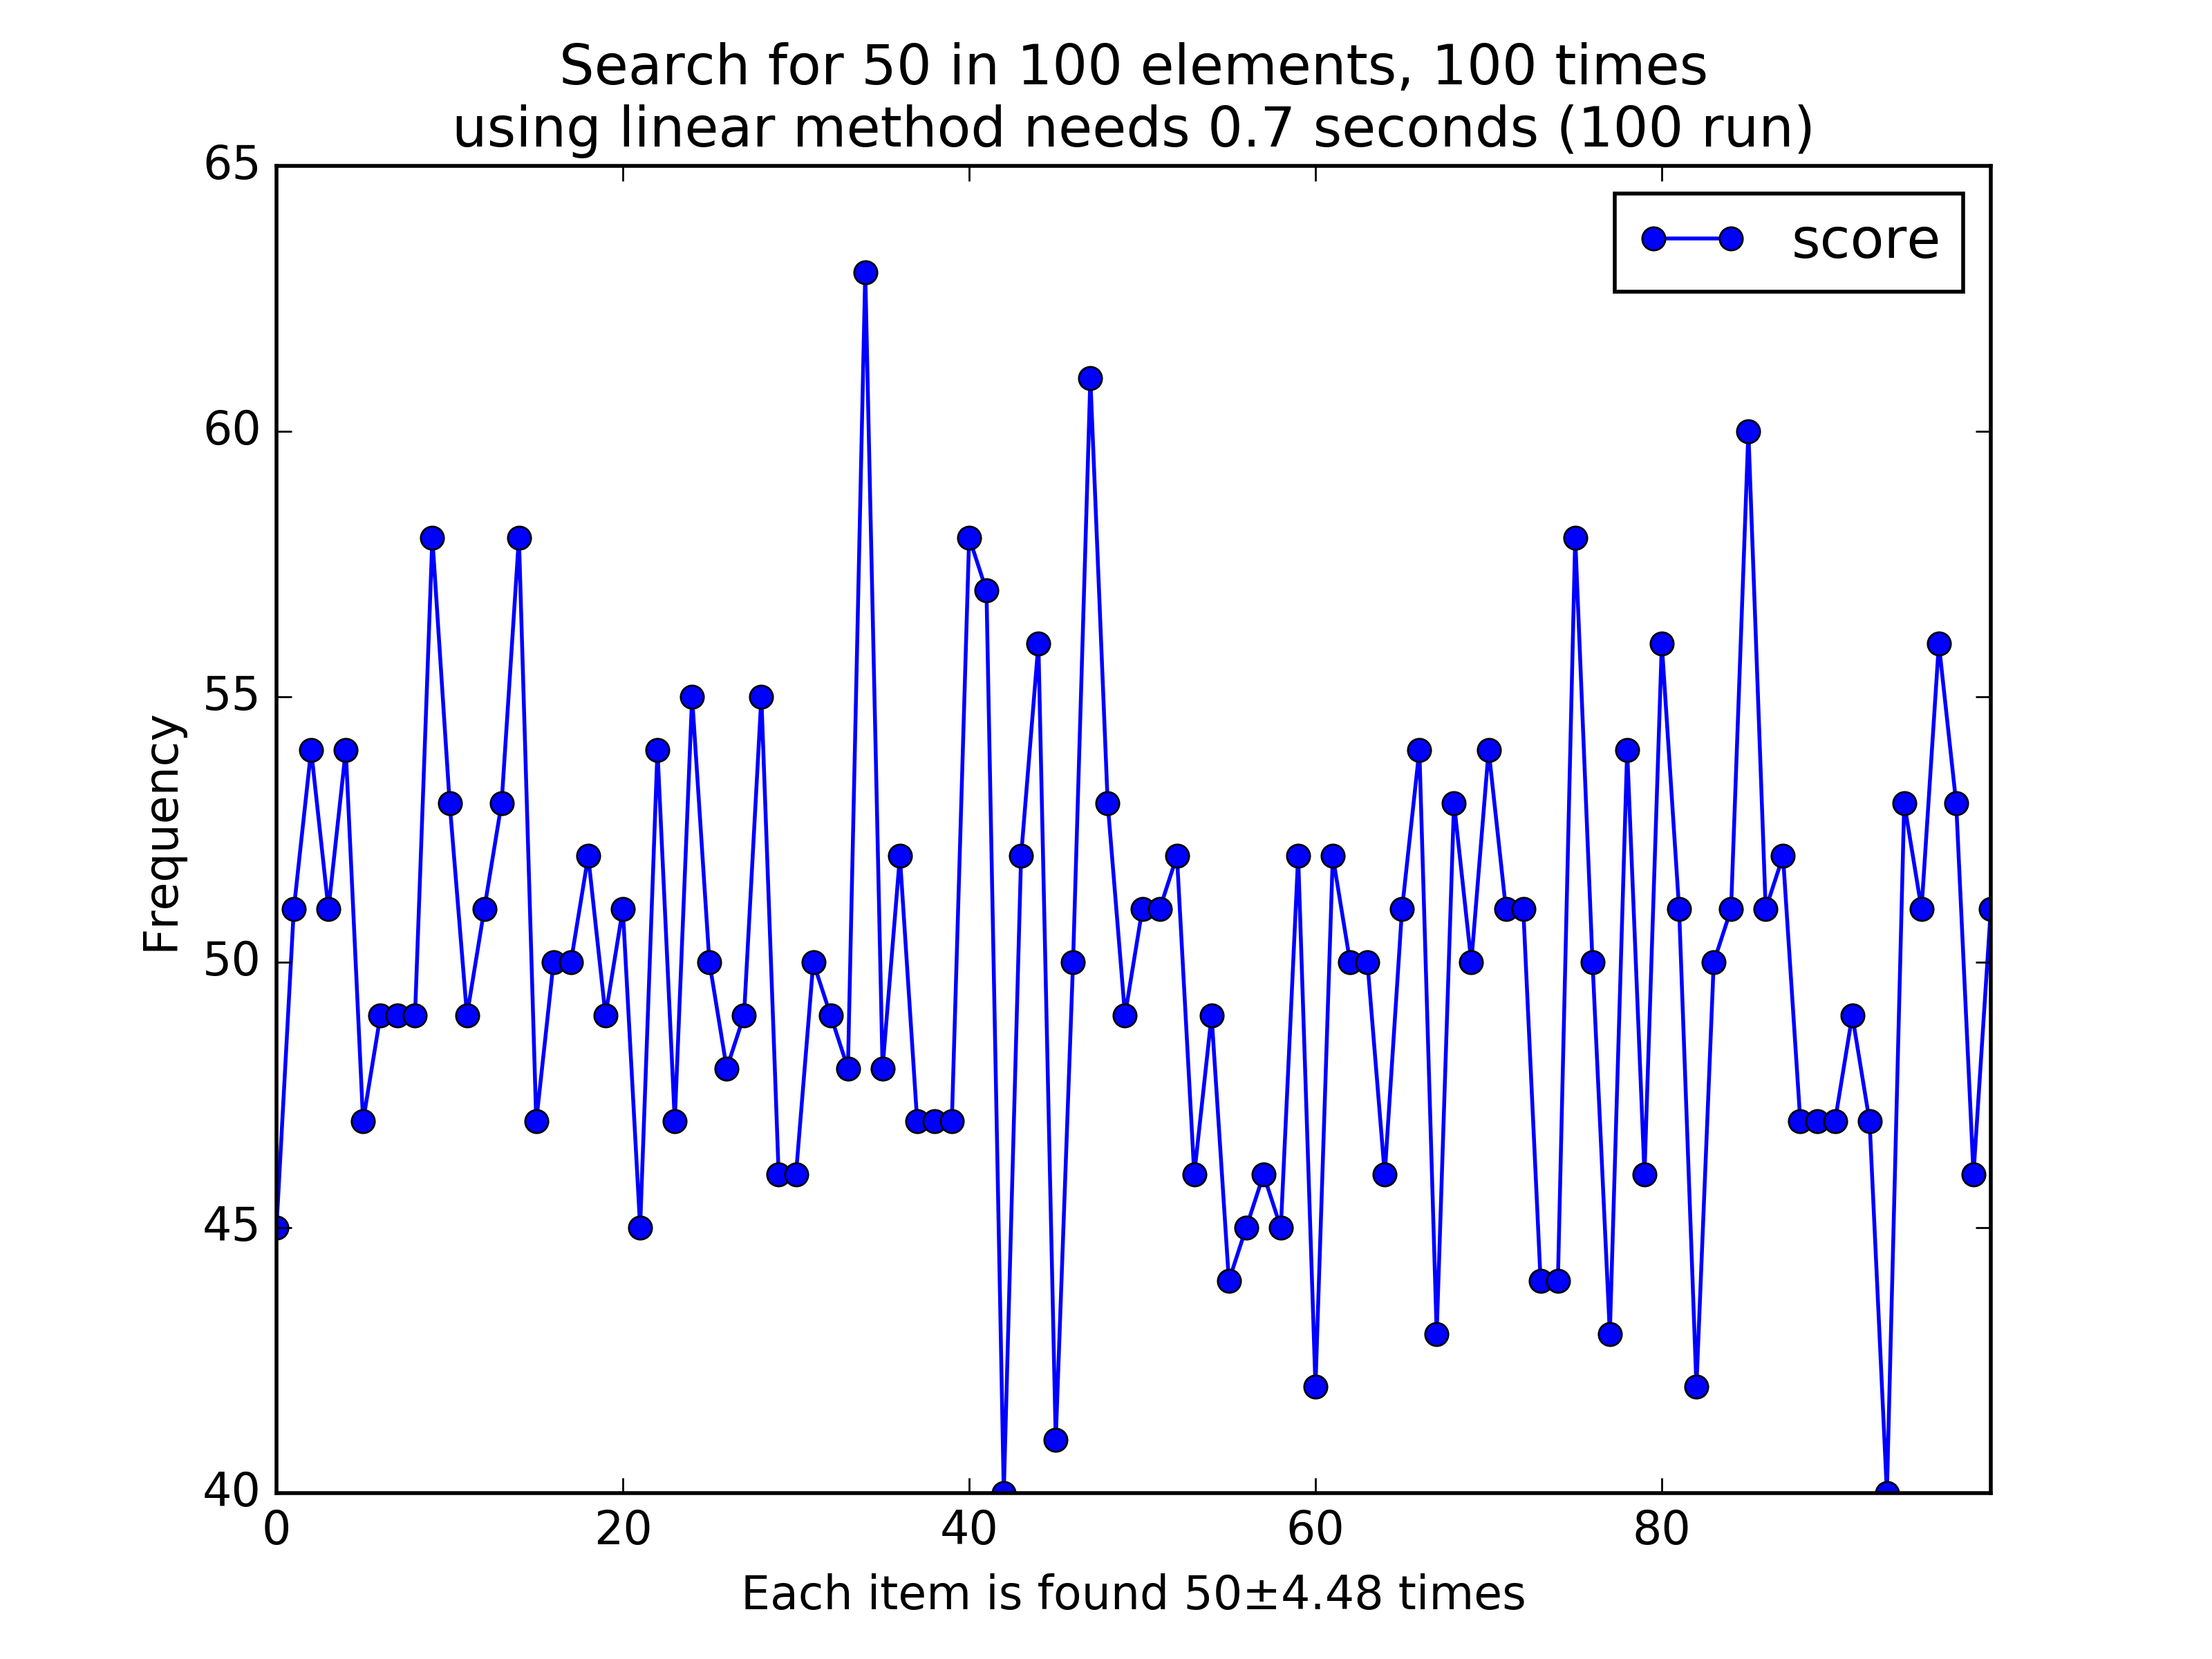 Search for 50 in 100 elements, 100 times
using linear method needs 0.7 seconds (100 run)
65
score
60
55
50
45
40
Frequency
0 20 40 60 80
Each item is found 50±4.48 times